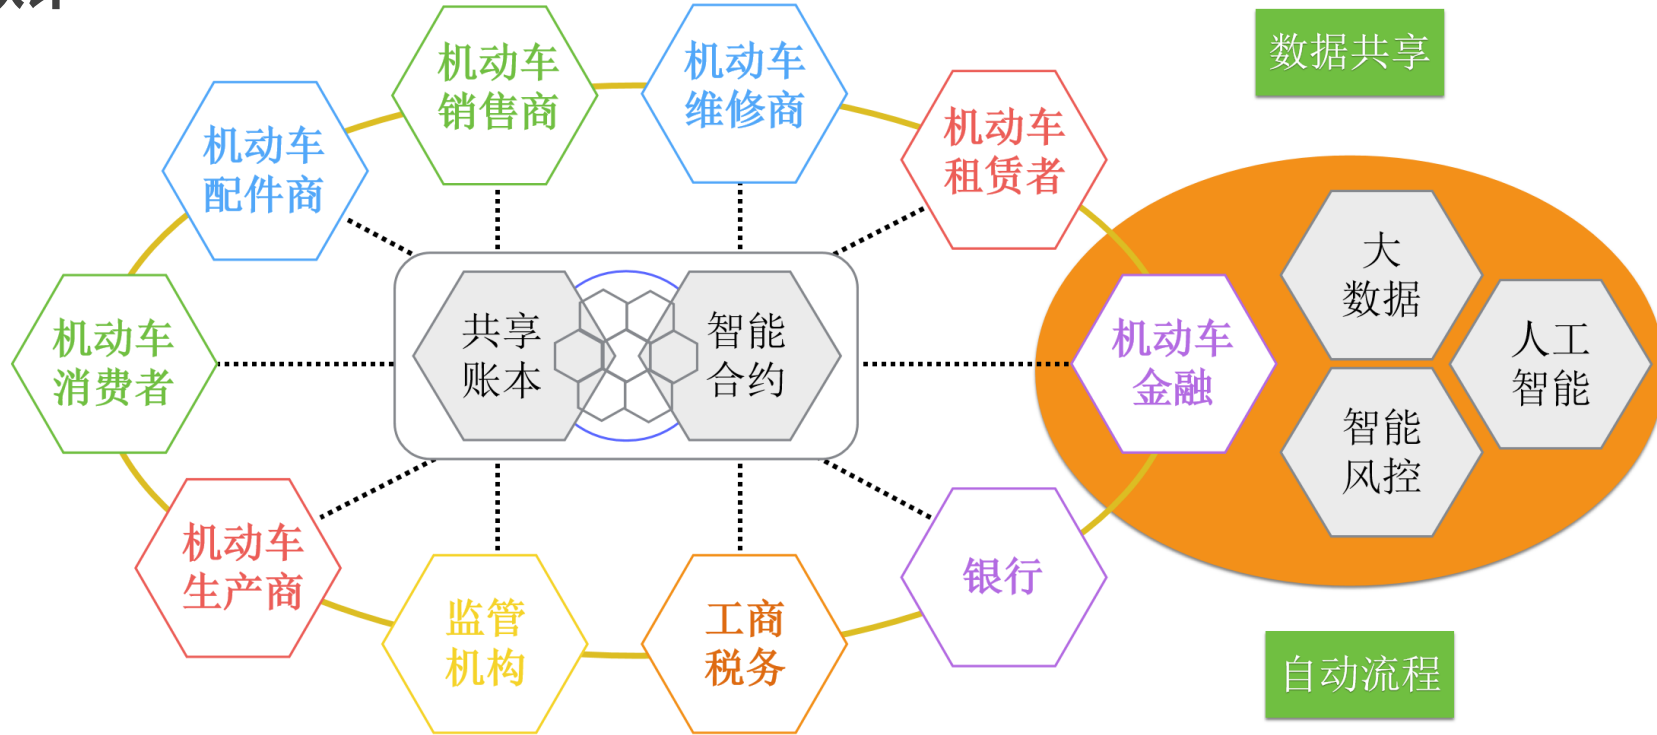 机动车
销售商
机动车
维修商
数据共享
机动车
配件商
机动车
租赁者
机动车
消费者
共享
账本
智能
合约
机动车
金融
大
数据
人工
智能
智能
风控
机动车
生产商
监管
机构
工商
税务
银行
自动流程